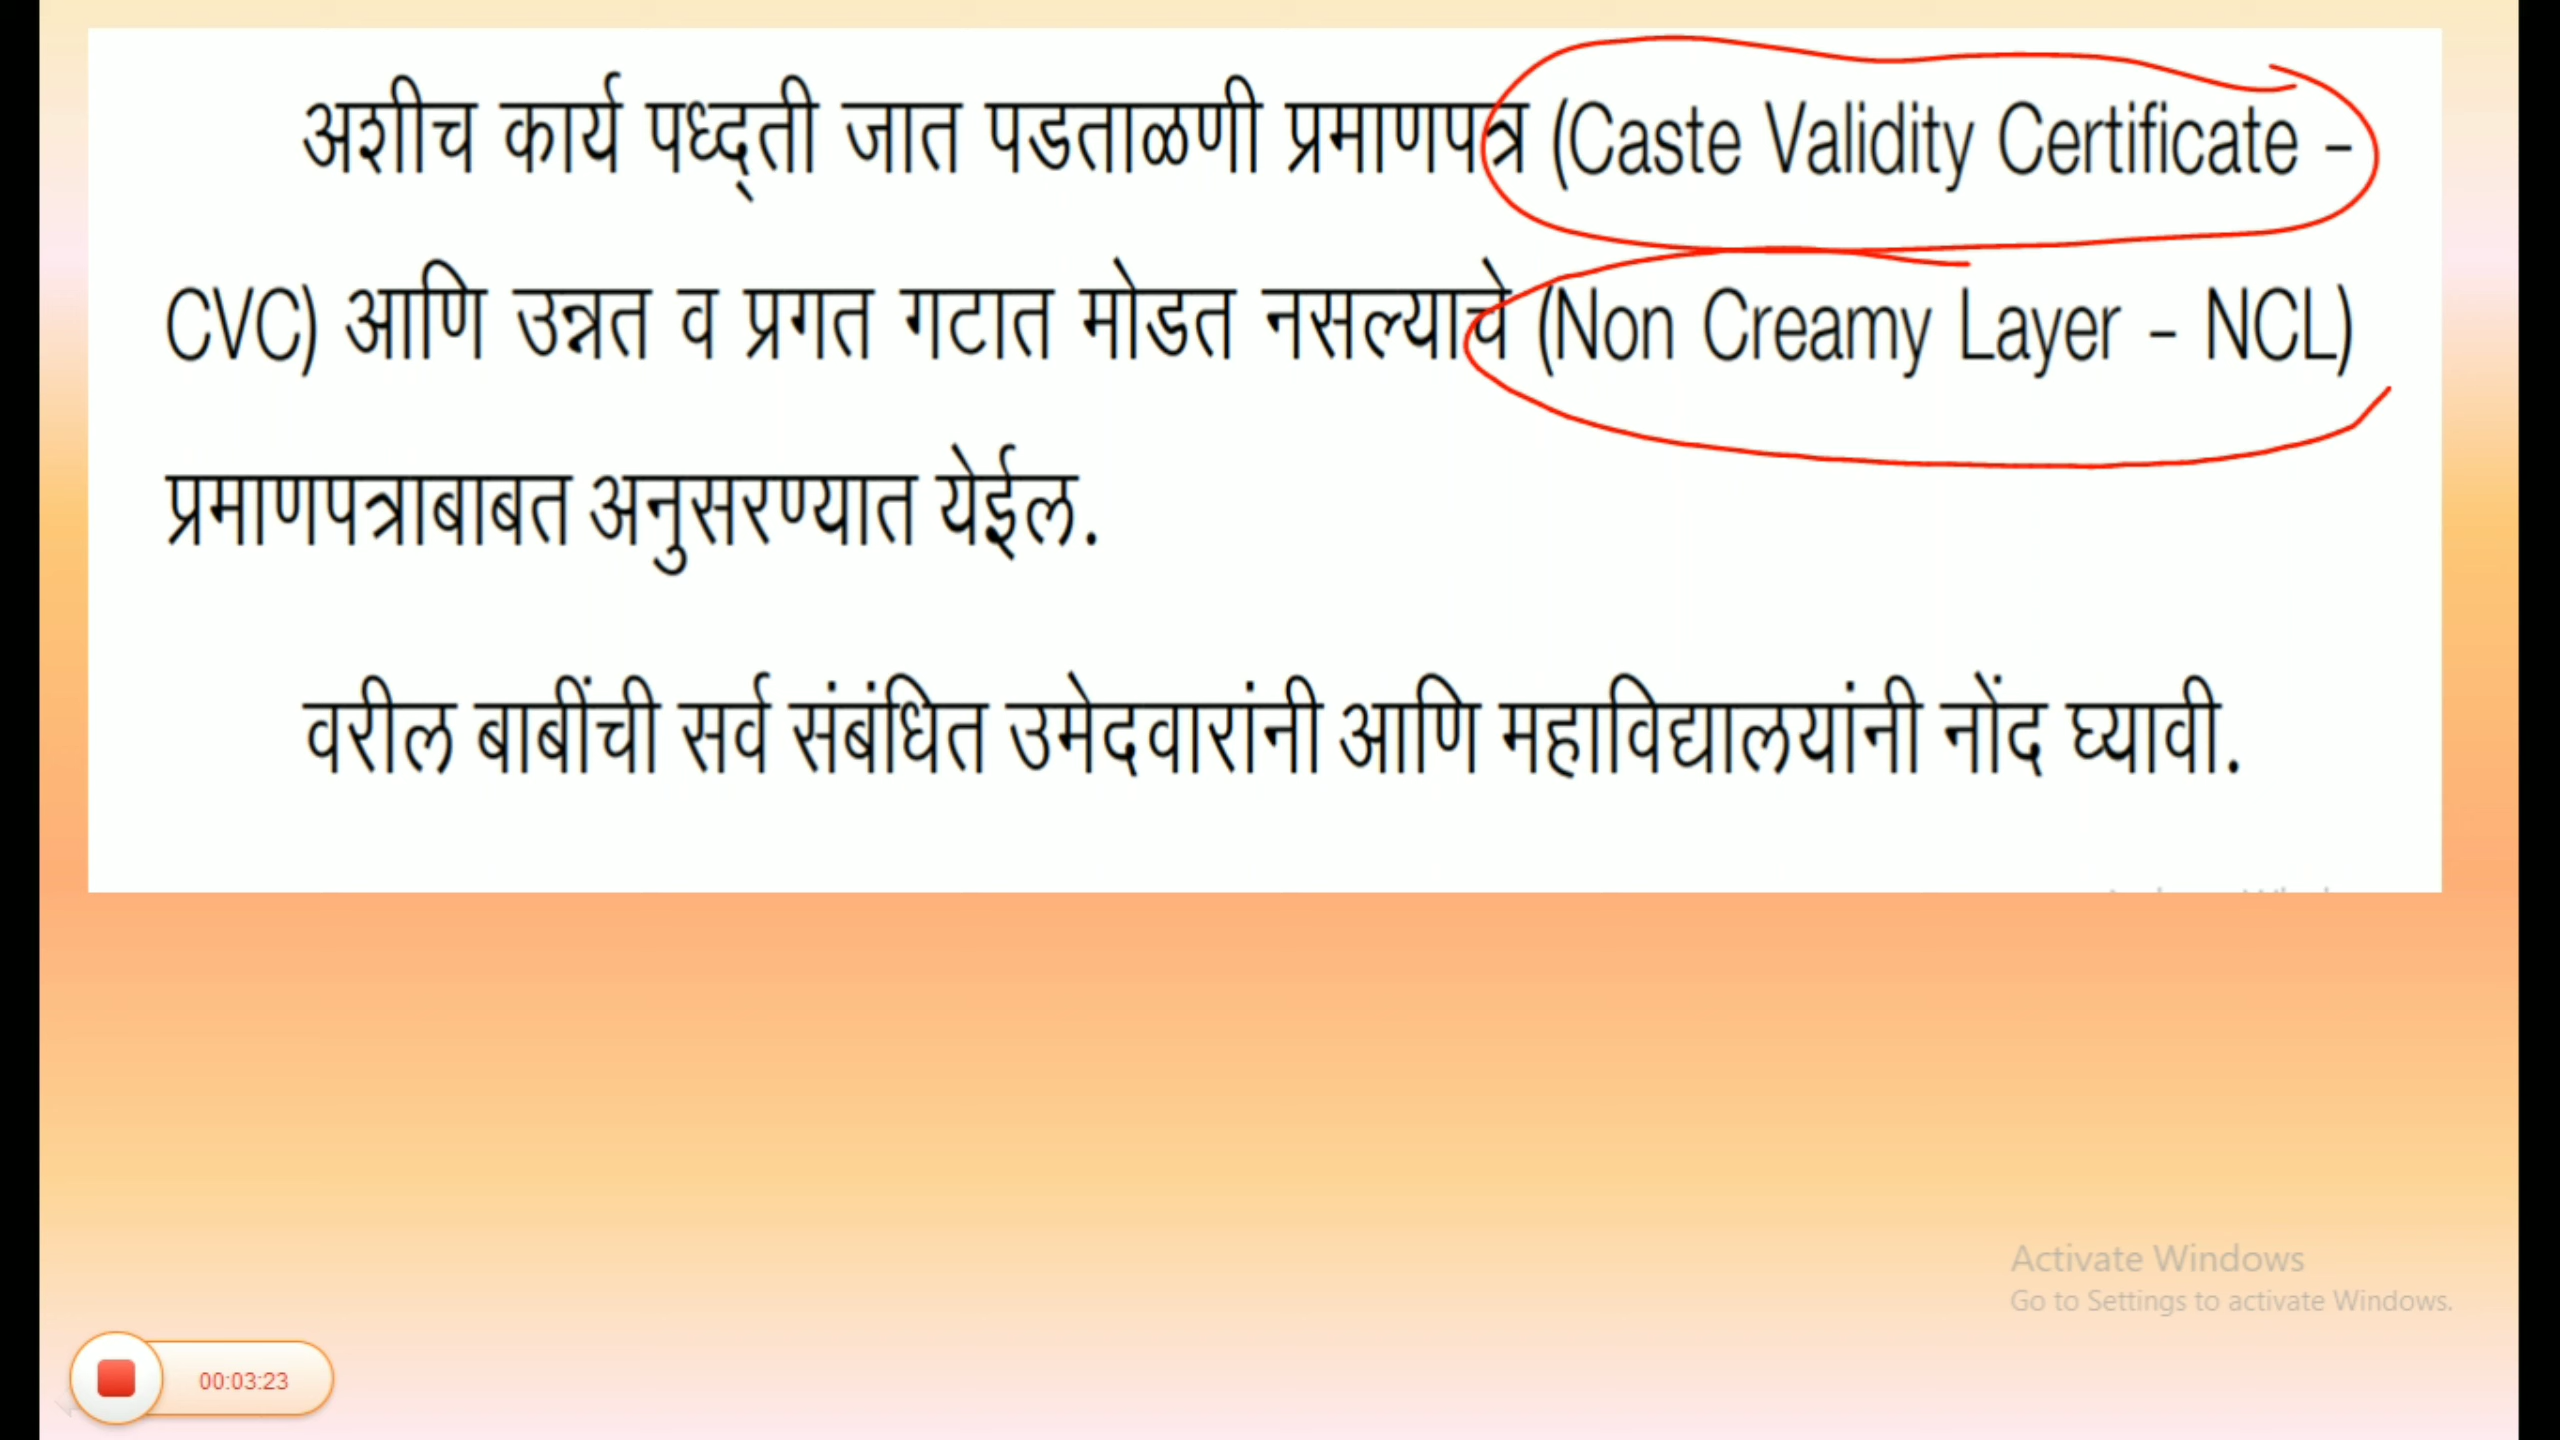 अशीच कार्य पध्द्ती जात पडताळणी प्रमाणपत्र (Caste Validity Certificate –
CVC) आणि उन्नत व प्रगत गटात मोडत नसल्याचे (Non Creamy Layer – NCL)
प्रमाणपत्राबाबत अनुसरण्यात येईल.
वरील बाबींची सर्व संबंधित उमेदवारांनी आणि महाविद्यालयांनी नोंद घ्यावी.
Activate Windows
Go to Settings to activate Windows.
00:03:23